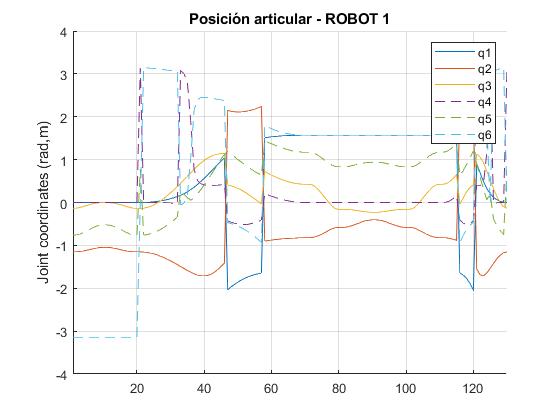 Posición articular - ROBOT 1
Joint coordinates (rad,m)
4
3
2
1
0
-1
-2
-3
-4
20
40
60
80
100
120
q1
q2
q3
q4
q5
q6